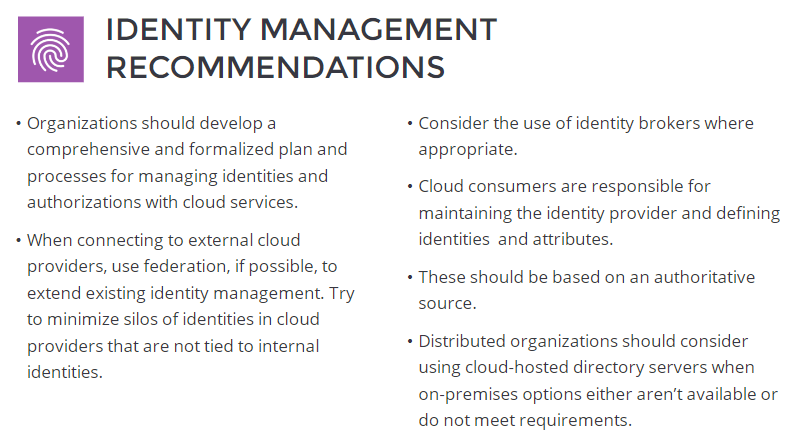 IDENTITY MANAGEMENT
RECOMMENDATIONS
• Organizations should develop a
comprehensive and formalized plan and
processes for managing identities and
authorizations with cloud services.
• When connecting to external cloud
providers, use federation, if possible, to
extend existing identity management. Try
to minimize silos of identities in cloud
providers that are not tied to internal
identities.
• Consider the use of identity brokers where
appropriate.
• Cloud consumers are responsible for
maintaining the identity provider and defining
identities and attributes.
• These should be based on an authoritative
source.
• Distributed organizations should consider
using cloud-hosted directory servers when
on-premises options either aren’t available or
do not meet requirements.